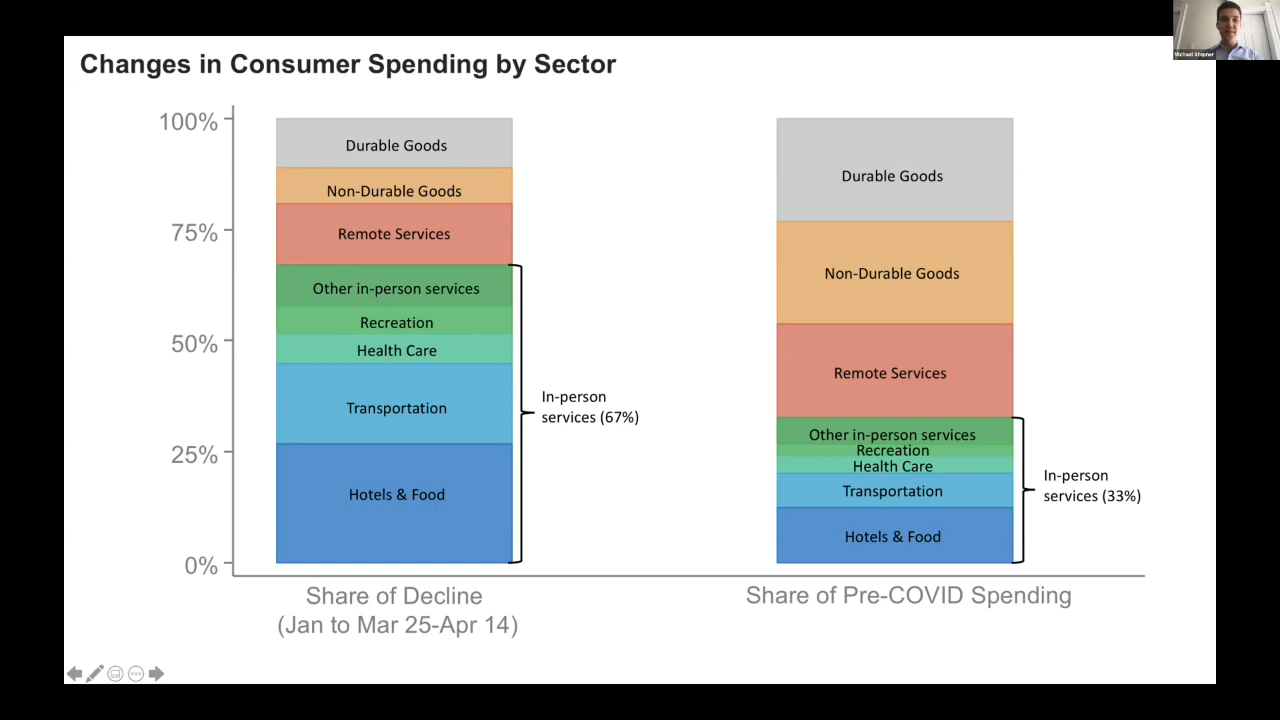 Changes in Consumer Spending by Sector
Michael Stepner
100%
75%
50%
25%
0%
Durable Goods
Non-Durable Goods
Remote Services
Other in-person services
Recreation
Health Care
Transportation
Hotels & Food
In-person
services (67%)
Share of Decline
(Jan to Mar 25-Apr 14)
Durable Goods
Non-Durable Goods
Remote Services
Other in-person services
Recreation
Health Care
Transportation
Hotels & Food
In-person
services (33%)
Share of Pre-COVID Spending